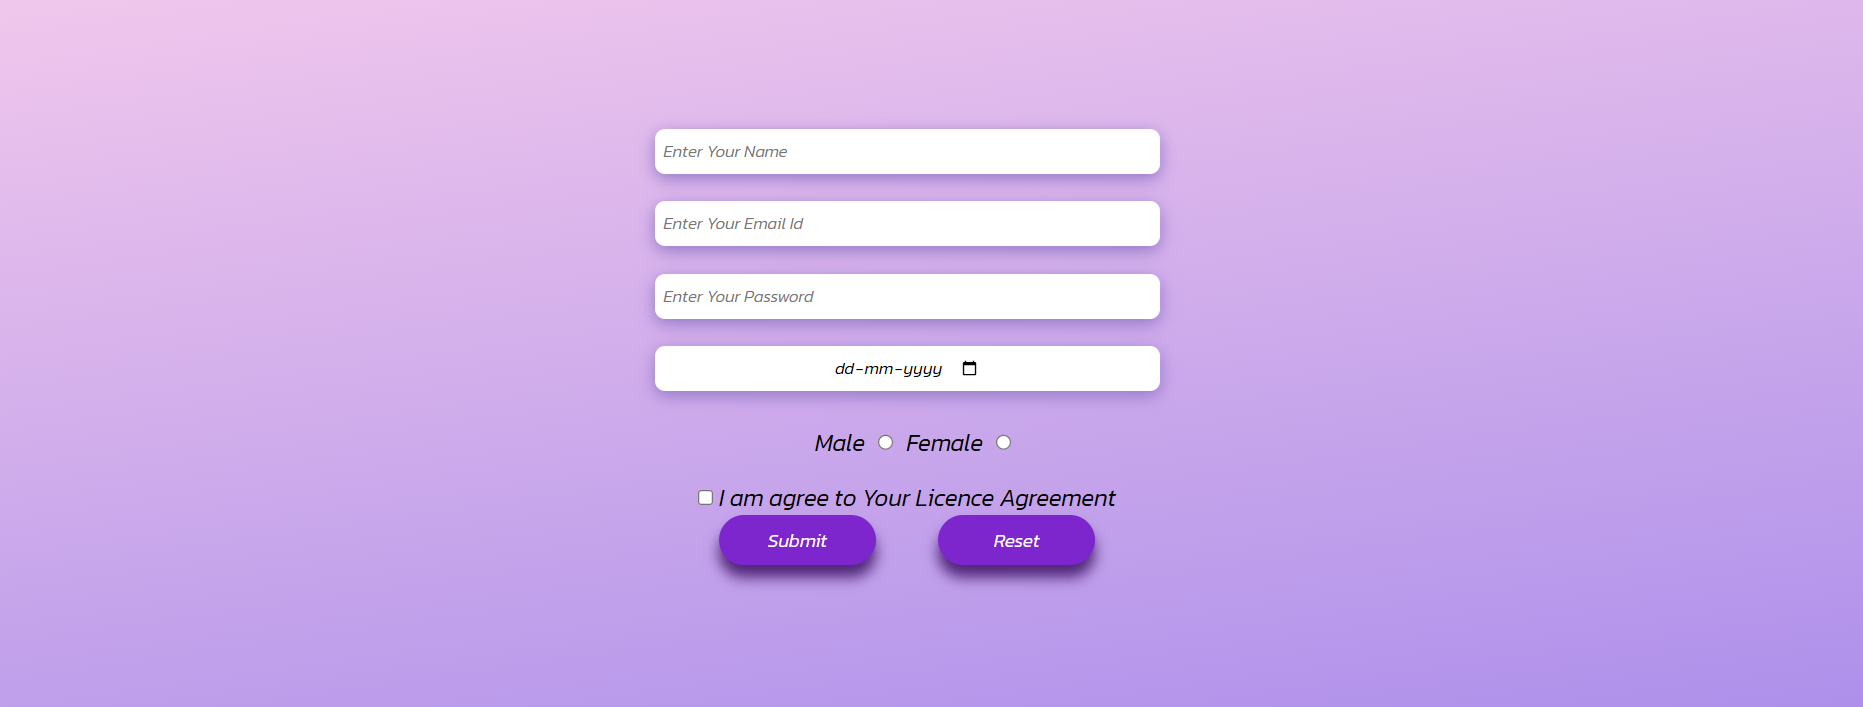 Enter Your Name
Enter Your Email Id
Enter Your Password
dd-mm-yyyy
Male Female
I am agree to Your Licence Agreement
Submit Reset